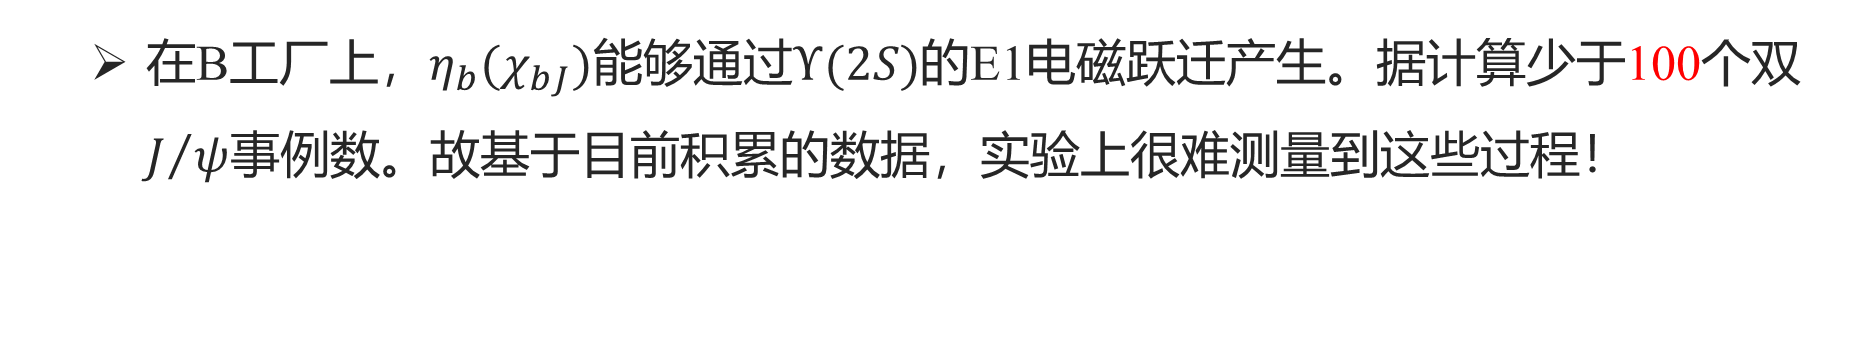 ➢ 在B工厂上，η_b(χ_bJ)能够通过Υ(2S)的E1电磁跃迁产生。据计算少于100个双
J/ψ事例数。故基于目前积累的数据，实验上很难测量到这些过程！